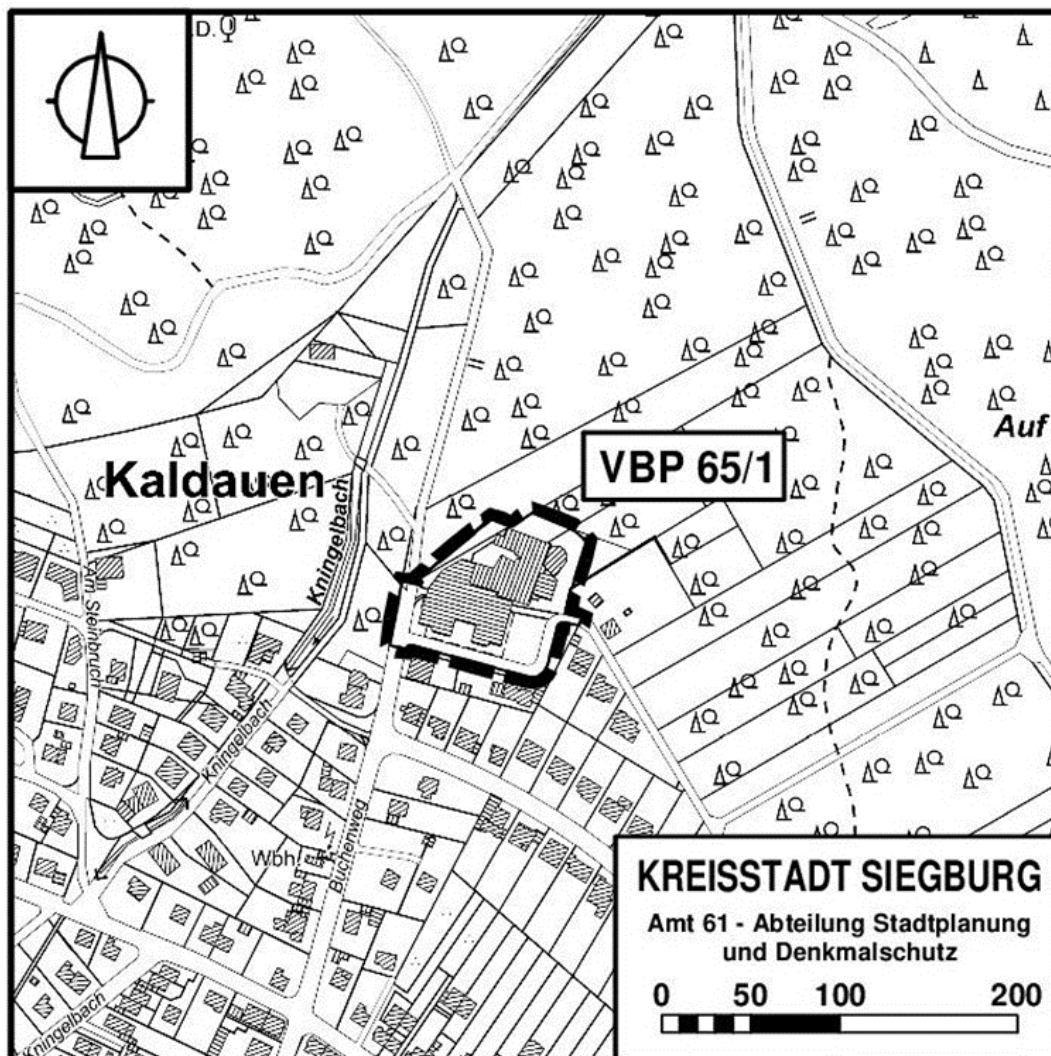 D.
VBP 65/1
Auf
Kaldauen
Kningelbach
Am Steinbruch
Kningelbach
Wbh.
Buchenweg
Kningelbach
KREISSTADT SIEGBURG
Amt 61 - Abteilung Stadtplanung
und Denkmalschutz
0 50 100 200